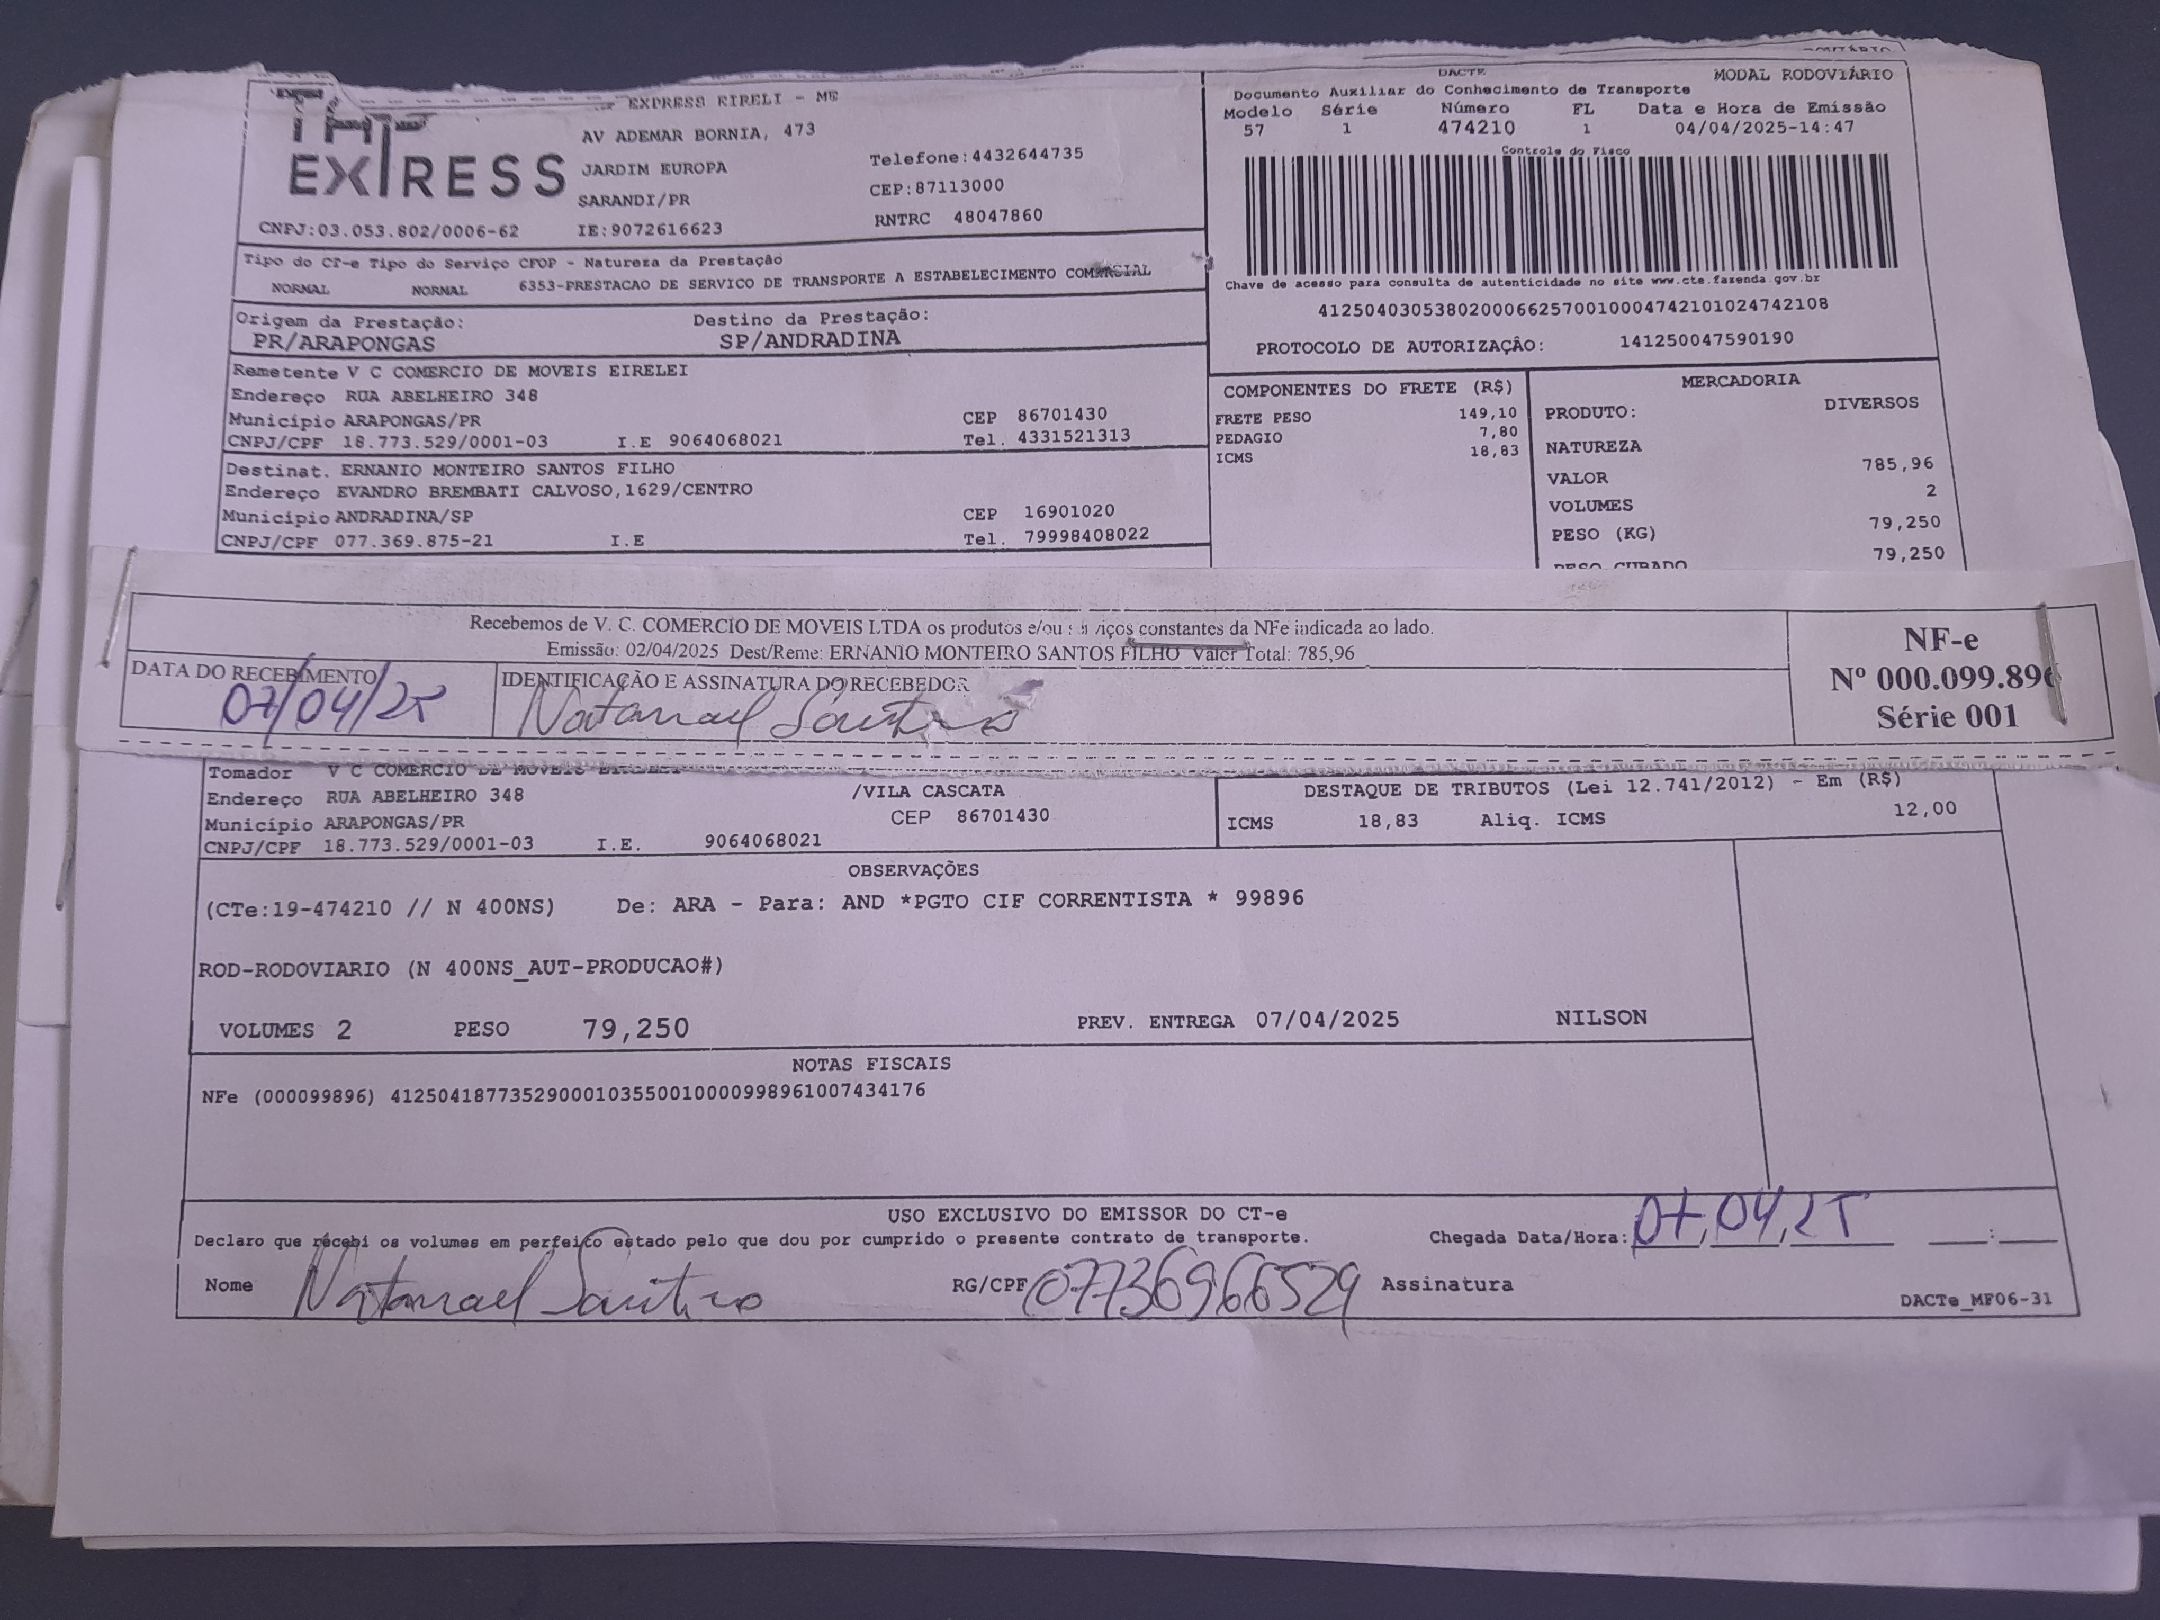 EXPRESS EIRELI - ME
EXPRESS
AV ADEMAR BORNIA, 473
JARDIM EUROPA
SARANDI/PR
Telefone:4432644735
CEP:87113000
RNTRC 48047860
CNPJ:03.053.802/0006-62 IE:9072616623
DACTE MODAL RODOVIÁRIO
Documento Auxiliar do Conhecimento de Transporte
Modelo Série Número FL Data e Hora de Emissão
57 1 474210 1 04/04/2025-14:47
Controle do Fisco
Chave de acesso para consulta de autenticidade no site www.cte.fazenda.gov.br
41250403053802000662570010004742101024742108
PROTOCOLO DE AUTORIZAÇÂO: 141250047590190
Tipo do CT-e Tipo do Serviço CFOP - Natureza da Prestação
NORMAL NORMAL 6353-PRESTACAO DE SERVICO DE TRANSPORTE A ESTABELECIMENTO COMERCIAL
Origem da Prestação: Destino da Prestação:
PR/ARAPONGAS SP/ANDRADINA
Remetente V C COMERCIO DE MOVEIS EIRELEI
Endereço RUA ABELHEIRO 348
Município ARAPONGAS/PR CEP 86701430
CNPJ/CPF 18.773.529/0001-03 I.E 9064068021 Tel. 4331521313
Destinat. ERNANIO MONTEIRO SANTOS FILHO
Endereço EVANDRO BREMBATI CALVOSO,1629/CENTRO
Município ANDRADINA/SP CEP 16901020
CNPJ/CPF 077.369.875-21 I.E Tel. 79998408022
COMPONENTES DO FRETE (R$)
FRETE PESO 149,10
PEDAGIO 7,80
ICMS 18,83
MERCADORIA
PRODUTO: DIVERSOS
NATUREZA
VALOR 785,96
VOLUMES 2
PESO (KG) 79,250
PESO CUBADO 79,250
Recebemos de V. C. COMERCIO DE MOVEIS LTDA os produtos e/ou serviços constantes da NFe indicada ao lado.
Emissão: 02/04/2025 Dest/Reme: ERNANIO MONTEIRO SANTOS FILHO Valor Total: 785,96
DATA DO RECEBIMENTO IDENTIFICAÇÃO E ASSINATURA DO RECEBEDOR
07/04/25 Natanael Santos
NF-e
Nº 000.099.896
Série 001
Tomador V C COMERCIO DE MOVEIS EIRELEI
Endereço RUA ABELHEIRO 348 /VILA CASCATA
Município ARAPONGAS/PR CEP 86701430
CNPJ/CPF 18.773.529/0001-03 I.E. 9064068021
DESTAQUE DE TRIBUTOS (Lei 12.741/2012) - Em (R$)
ICMS 18,83 Aliq. ICMS 12,00
OBSERVAÇÕES
(CTe:19-474210 // N 400NS) De: ARA - Para: AND *PGTO CIF CORRENTISTA * 99896
ROD-RODOVIARIO (N 400NS_AUT-PRODUCAO#)
VOLUMES 2 PESO 79,250 PREV. ENTREGA 07/04/2025 NILSON
NOTAS FISCAIS
NFe (000099896) 41250418773529000103550010000998961007434176
USO EXCLUSIVO DO EMISSOR DO CT-e
Declaro que recebi os volumes em perfeito estado pelo que dou por cumprido o presente contrato de transporte. Chegada Data/Hora: 07,04,25 :
Nome Natanael Santos RG/CPF 07736966529 Assinatura
DACTe_MF06-31